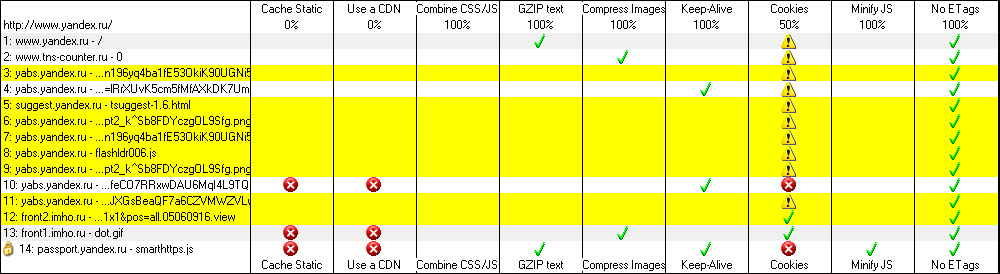 Cache Static Use a CDN Combine CSS/JS GZIP text Compress Images Keep-Alive Cookies Minify JS No ETags
http://www.yandex.ru/ 0% 0% 100% 100% 100% 100% 50% 100% 100%
1: www.yandex.ru - /
2: www.tns-counter.ru - 0
3: yabs.yandex.ru - ...n196yq4ba1fE53OkiK90UGNi5
4: yabs.yandex.ru - ...=lRrXUvK5cm5fMfAXkDK7Um
5: suggest.yandex.ru - tsuggest-1.6.html
6: yabs.yandex.ru - ...pt2_k^Sb8FDYczgOL9Sfg.png
7: yabs.yandex.ru - ...n196yq4ba1fE53OkiK90UGNi5
8: yabs.yandex.ru - flashldr006.js
9: yabs.yandex.ru - ...pt2_k^Sb8FDYczgOL9Sfg.png
10: yabs.yandex.ru - ...feCO7RRxwDAU6MqI4L9TQ
11: yabs.yandex.ru - ...JXGsBeaQF7a6CZVMWZVL
12: front2.imho.ru - ...1x1&pos=all.05060916.view
13: front1.imho.ru - dot.gif
14: passport.yandex.ru - smarthttps.js
Cache Static Use a CDN Combine CSS/JS GZIP text Compress Images Keep-Alive Cookies Minify JS No ETags